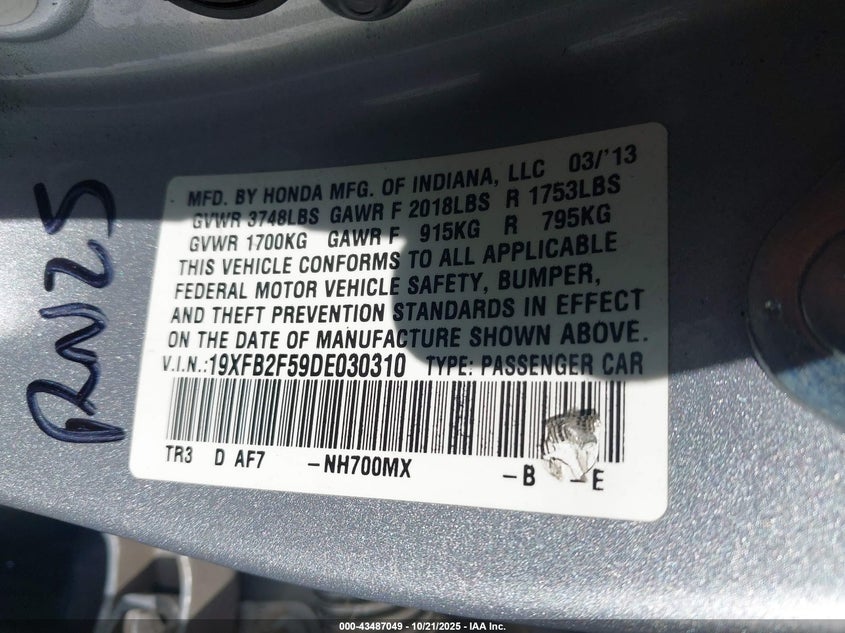 MFD. BY HONDA MFG. OF INDIANA, LLC 03/'13
GVWR 3748LBS GAWR F 2018LBS R 1753LBS
GVWR 1700KG GAWR F 915KG R 795KG
THIS VEHICLE CONFORMS TO ALL APPLICABLE
FEDERAL MOTOR VEHICLE SAFETY, BUMPER,
AND THEFT PREVENTION STANDARDS IN EFFECT
ON THE DATE OF MANUFACTURE SHOWN ABOVE.
V.I.N.:19XFB2F59DE030310 TYPE: PASSENGER CAR
TR3 D AF7 -NH700MX -B -E
RN25
000-43487049 - 10/21/2025 - IAA Inc.